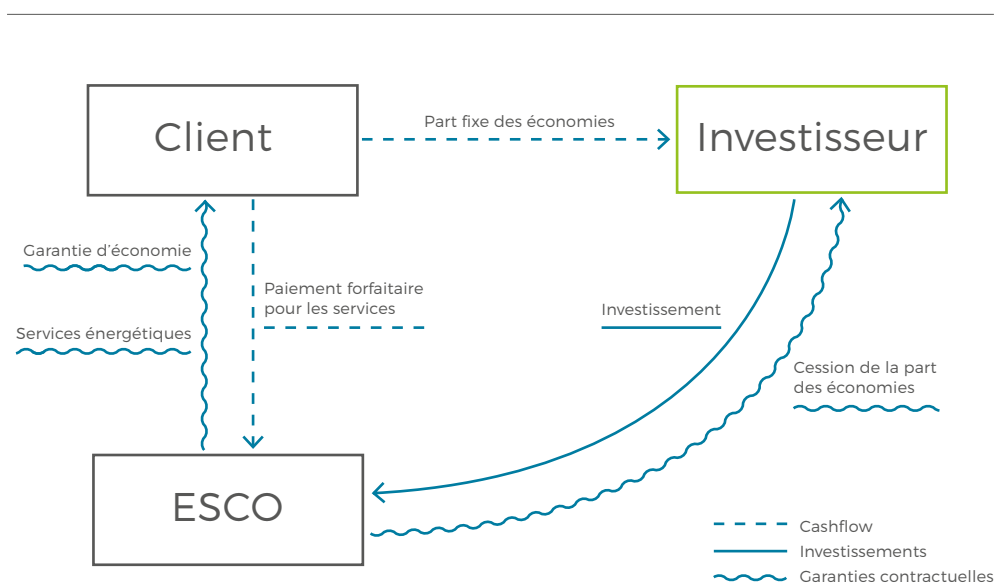 Client
Part fixe des économies
Investisseur
Garantie d'économie
Services énergétiques
Paiement forfaitaire
pour les services
Investissement
Cession de la part
des économies
ESCO
Cashflow
Investissements
Garanties contractuelles